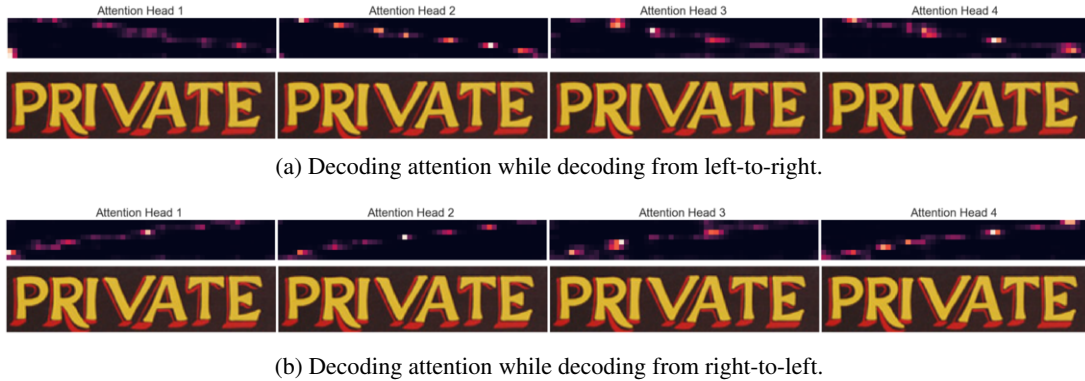 Attention Head 1 Attention Head 2 Attention Head 3 Attention Head 4
PRIVATE PRIVATE PRIVATE PRIVATE
(a) Decoding attention while decoding from left-to-right.
Attention Head 1 Attention Head 2 Attention Head 3 Attention Head 4
PRIVATE PRIVATE PRIVATE PRIVATE
(b) Decoding attention while decoding from right-to-left.